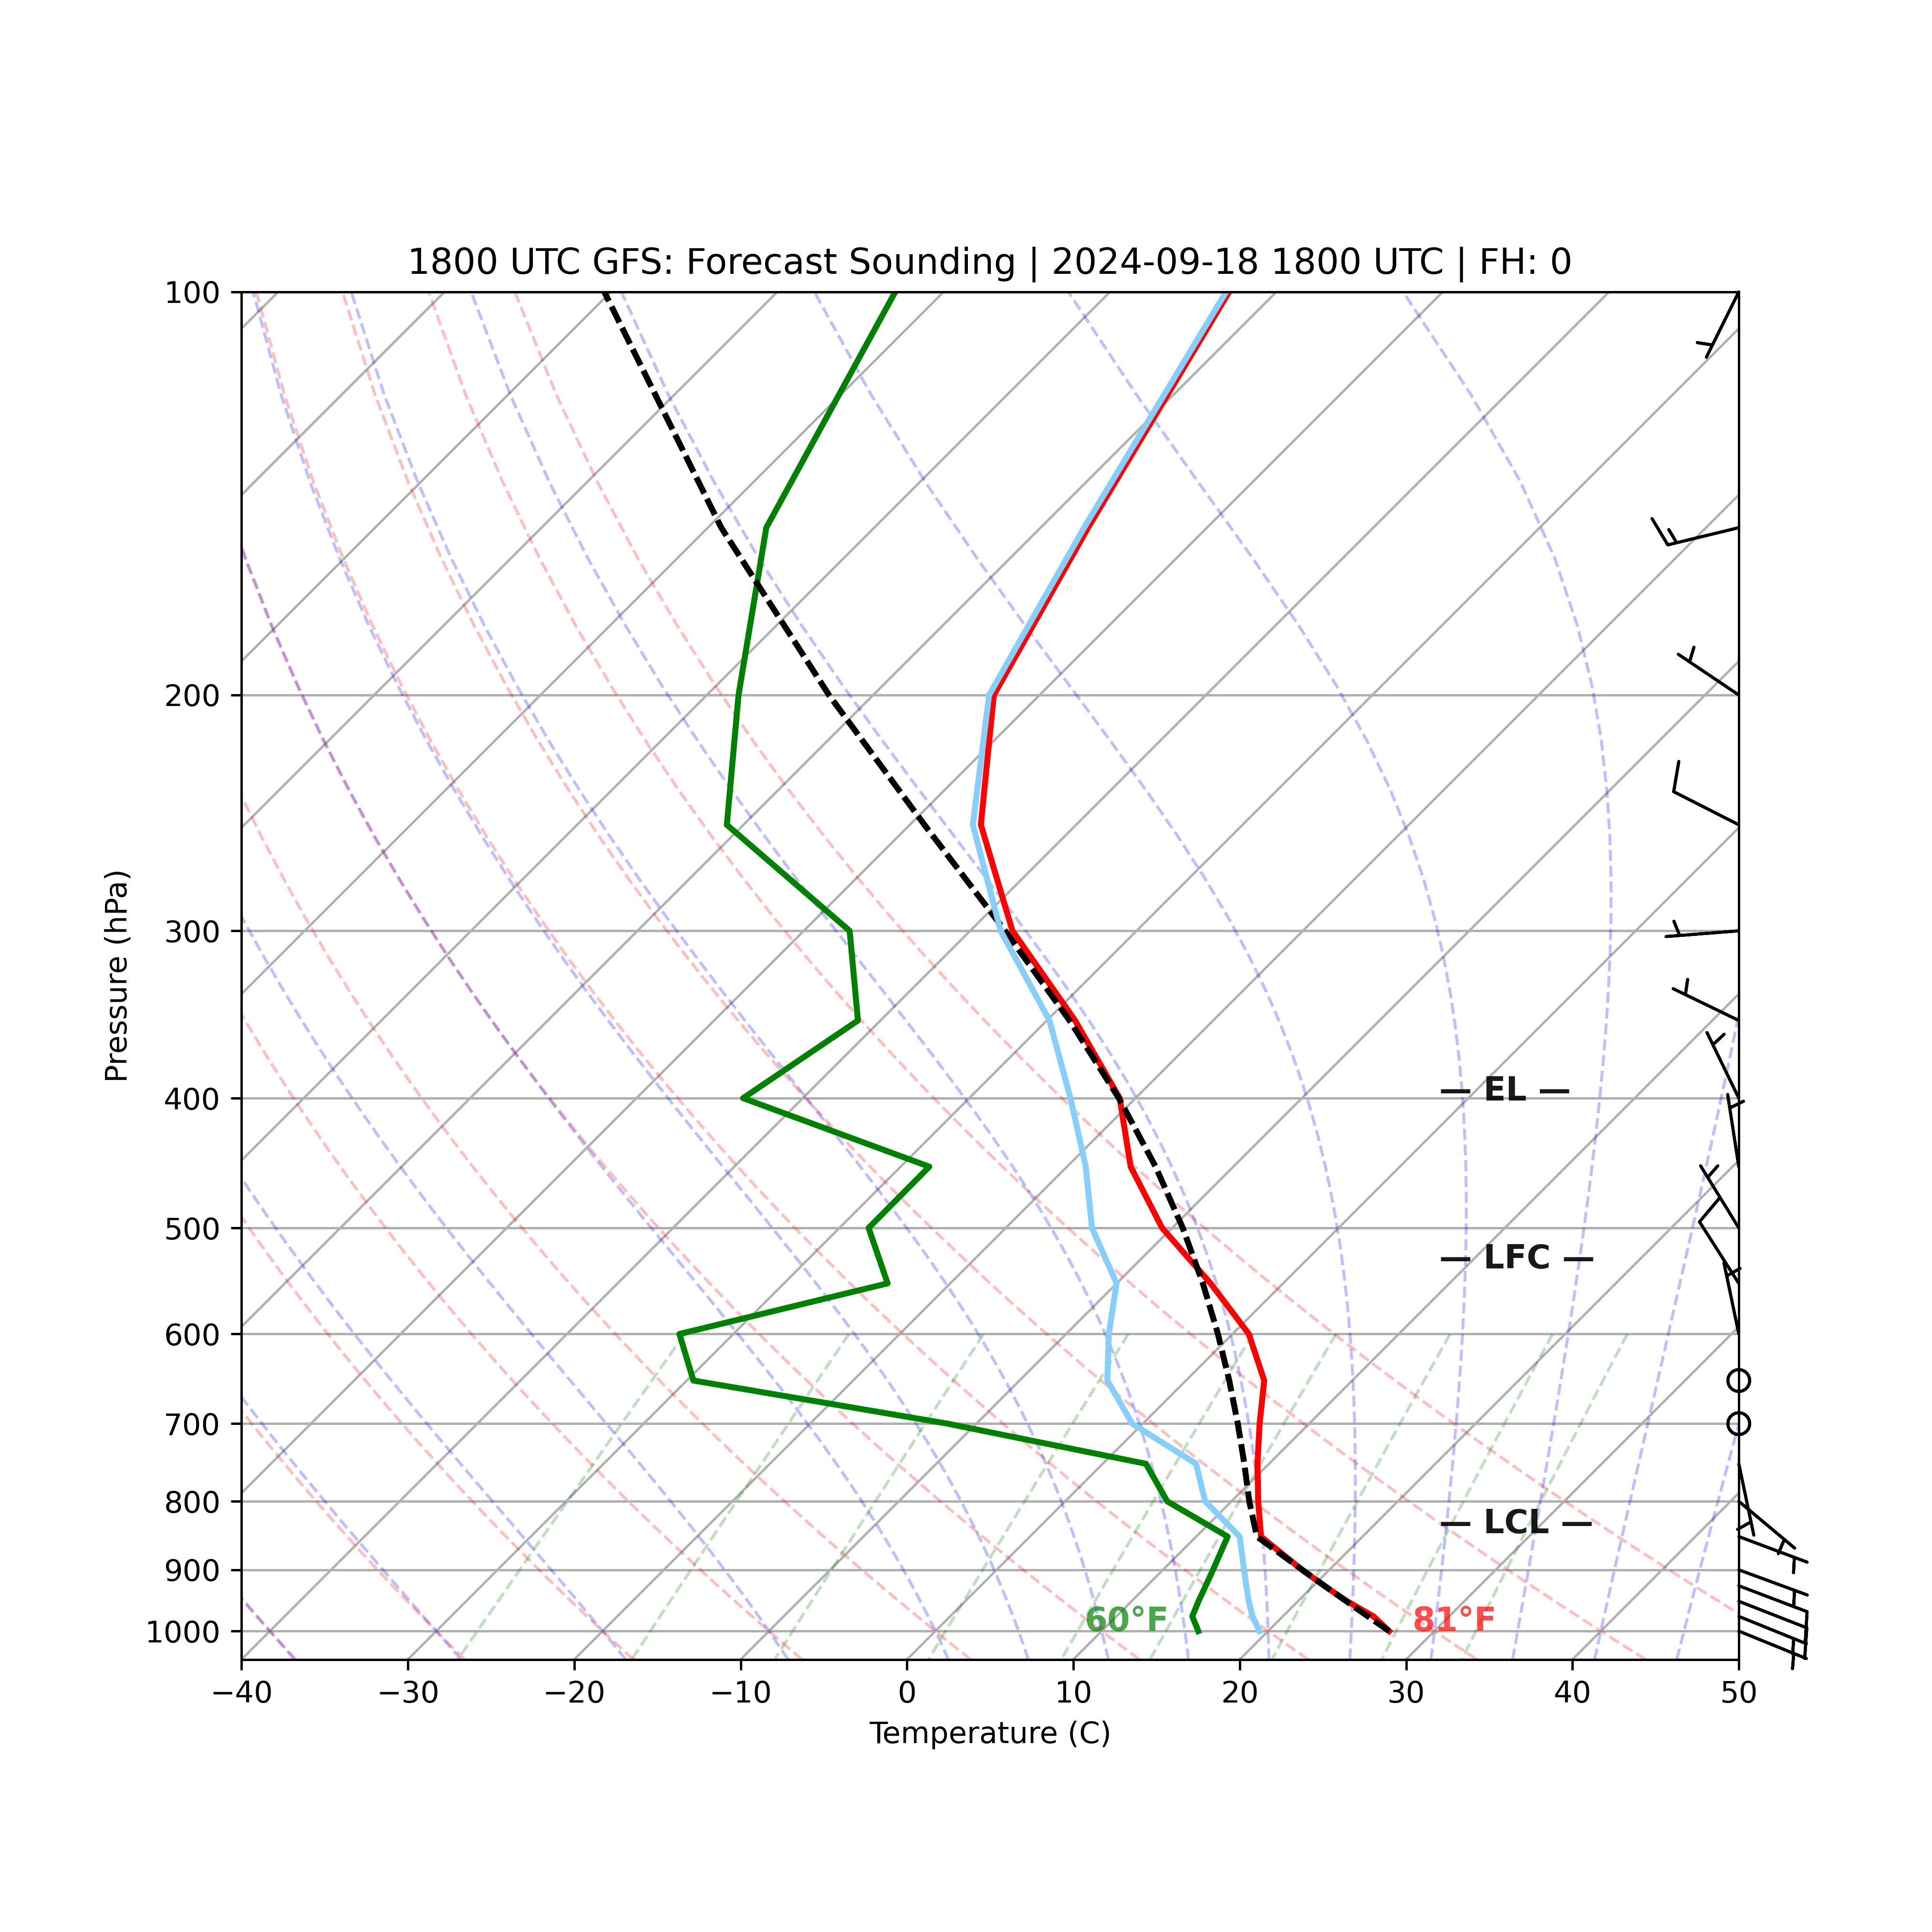 1800 UTC GFS: Forecast Sounding | 2024-09-18 1800 UTC | FH: 0
100
200
300
400
500
600
700
800
900
1000
Pressure (hPa)
— EL —
— LFC —
— LCL —
60°F
81°F
−40 −30 −20 −10 0 10 20 30 40 50
Temperature (C)